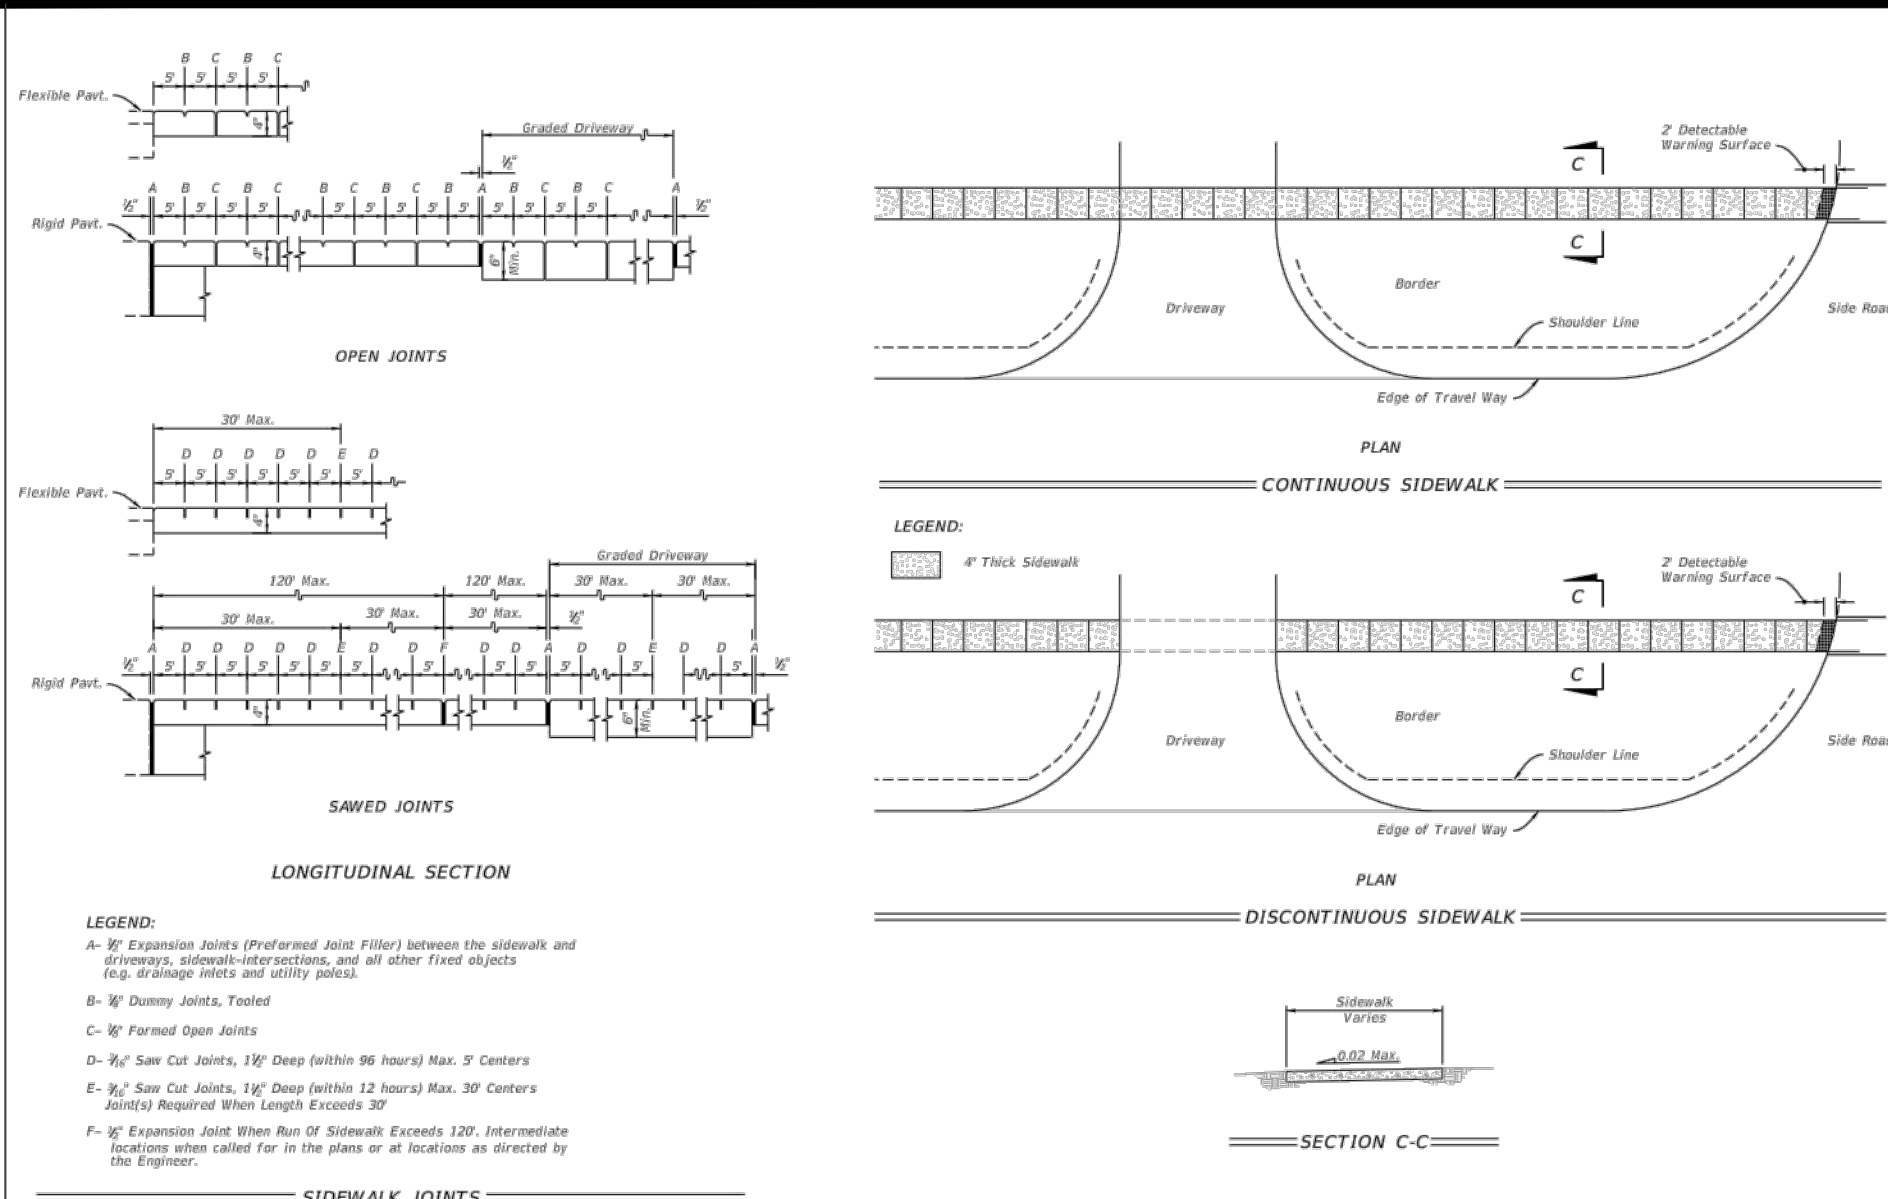 B C B C
5' 5' 5' 5'
Flexible Pavt.
4"
Graded Driveway
½"
A B C B C B C B C B A B C B C A
½" 5' 5' 5' 5' 5' 5' 5' 5' 5' 5' 5' 5' 5' ½"
Rigid Pavt.
4"
6" Min.
OPEN JOINTS
30' Max.
D D D D D E D
5' 5' 5' 5' 5' 5' 5'
Flexible Pavt.
4"
Graded Driveway
120' Max. 120' Max. 30' Max. 30' Max.
30' Max. 30' Max. 30' Max. ½"
A D D D D D E D D F D D A D D E D D A
½" 5' 5' 5' 5' 5' 5' 5' 5' 5' 5' 5' 5' 5' 5' ½"
Rigid Pavt.
4"
6" Min.
SAWED JOINTS
LONGITUDINAL SECTION
LEGEND:
A– ½" Expansion Joints (Preformed Joint Filler) between the sidewalk and
driveways, sidewalk-intersections, and all other fixed objects
(e.g. drainage inlets and utility poles).
B– ⅜" Dummy Joints, Tooled
C– ⅜" Formed Open Joints
D– 3/16" Saw Cut Joints, 1½" Deep (within 96 hours) Max. 5' Centers
E– 3/16" Saw Cut Joints, 1½" Deep (within 12 hours) Max. 30' Centers
Joint(s) Required When Length Exceeds 30'
F– ½" Expansion Joint When Run Of Sidewalk Exceeds 120'. Intermediate
locations when called for in the plans or at locations as directed by
the Engineer.
SIDEWALK JOINTS
2' Detectable
Warning Surface
C
C
Border
Driveway
Side Roa
Shoulder Line
Edge of Travel Way
PLAN
CONTINUOUS SIDEWALK
LEGEND:
4" Thick Sidewalk
2' Detectable
Warning Surface
C
C
Border
Driveway
Side Roa
Shoulder Line
Edge of Travel Way
PLAN
DISCONTINUOUS SIDEWALK
Sidewalk
Varies
0.02 Max.
SECTION C-C